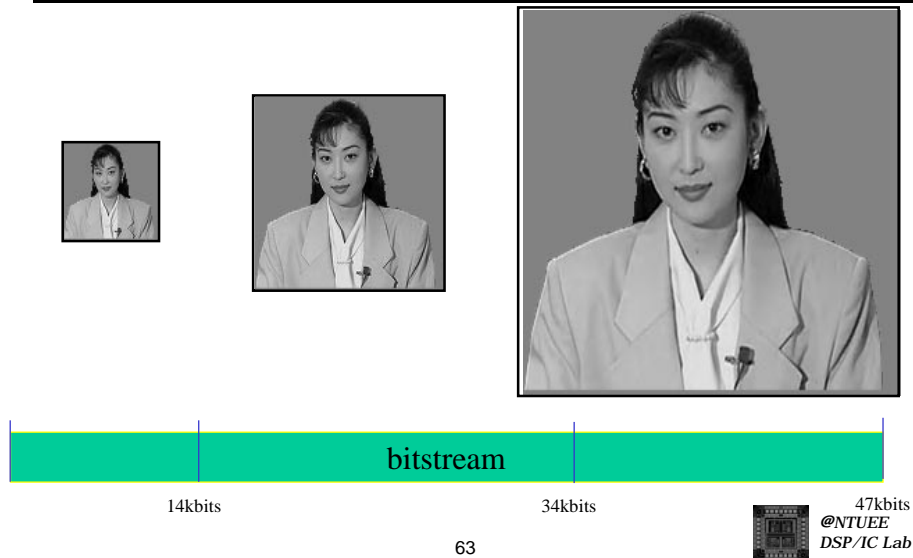 bitstream
14kbits
34kbits
47kbits
@NTUEE
DSP/IC Lab
63